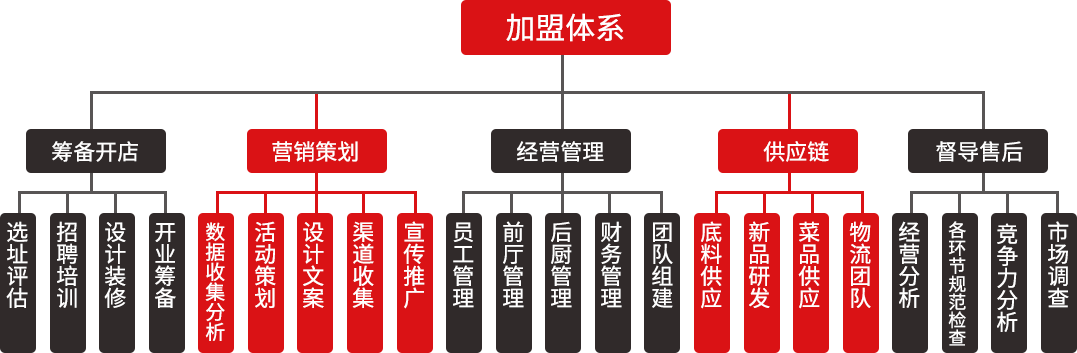 加盟体系
筹备开店
营销策划
经营管理
供应链
督导售后
选址评估
招聘培训
设计装修
开业筹备
数据收集分析
活动策划
设计文案
渠道收集
宣传推广
员工管理
前厅管理
后厨管理
财务管理
团队组建
底料供应
新品研发
菜品供应
物流团队
经营分析
各环节规范检查
竞争力分析
市场调查